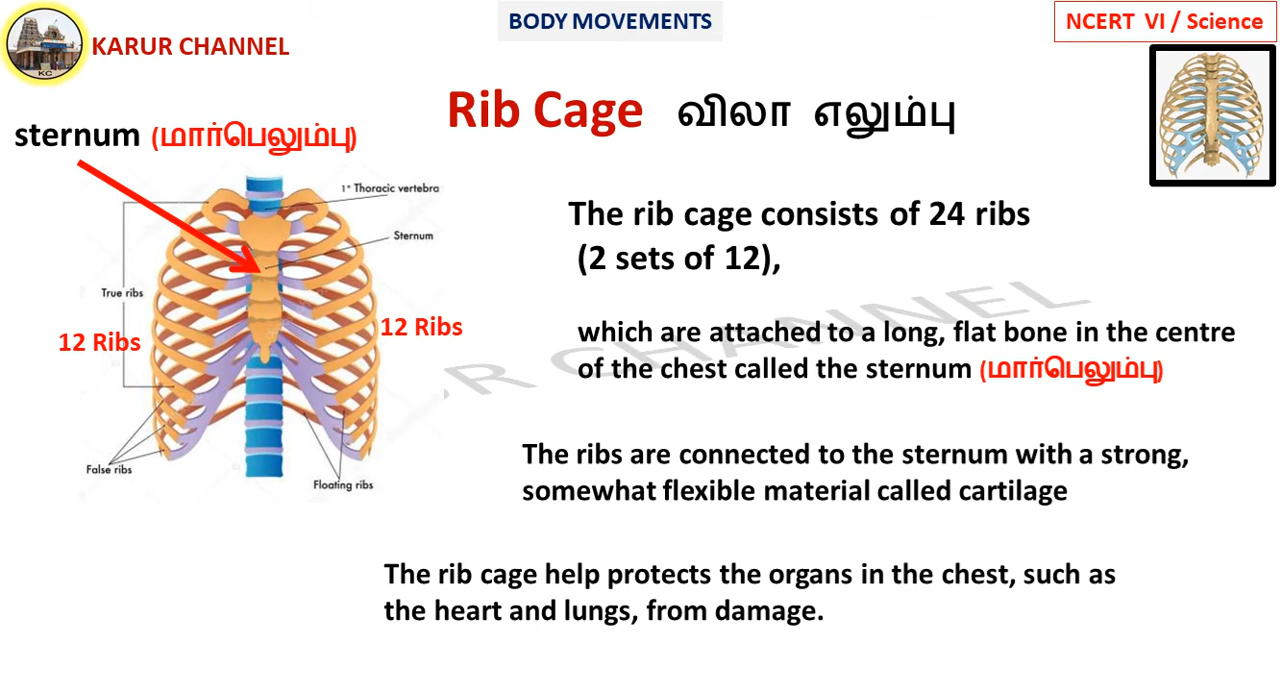 KARUR CHANNEL
KC
BODY MOVEMENTS
NCERT VI / Science
Rib Cage விலா எலும்பு
sternum (மார்பெலும்பு)
1° Thoracic vertebra
Sternum
True ribs
12 Ribs
12 Ribs
False ribs
Floating ribs
The rib cage consists of 24 ribs
(2 sets of 12),
which are attached to a long, flat bone in the centre
of the chest called the sternum (மார்பெலும்பு)
R CHANNEL
The ribs are connected to the sternum with a strong,
somewhat flexible material called cartilage
The rib cage help protects the organs in the chest, such as
the heart and lungs, from damage.